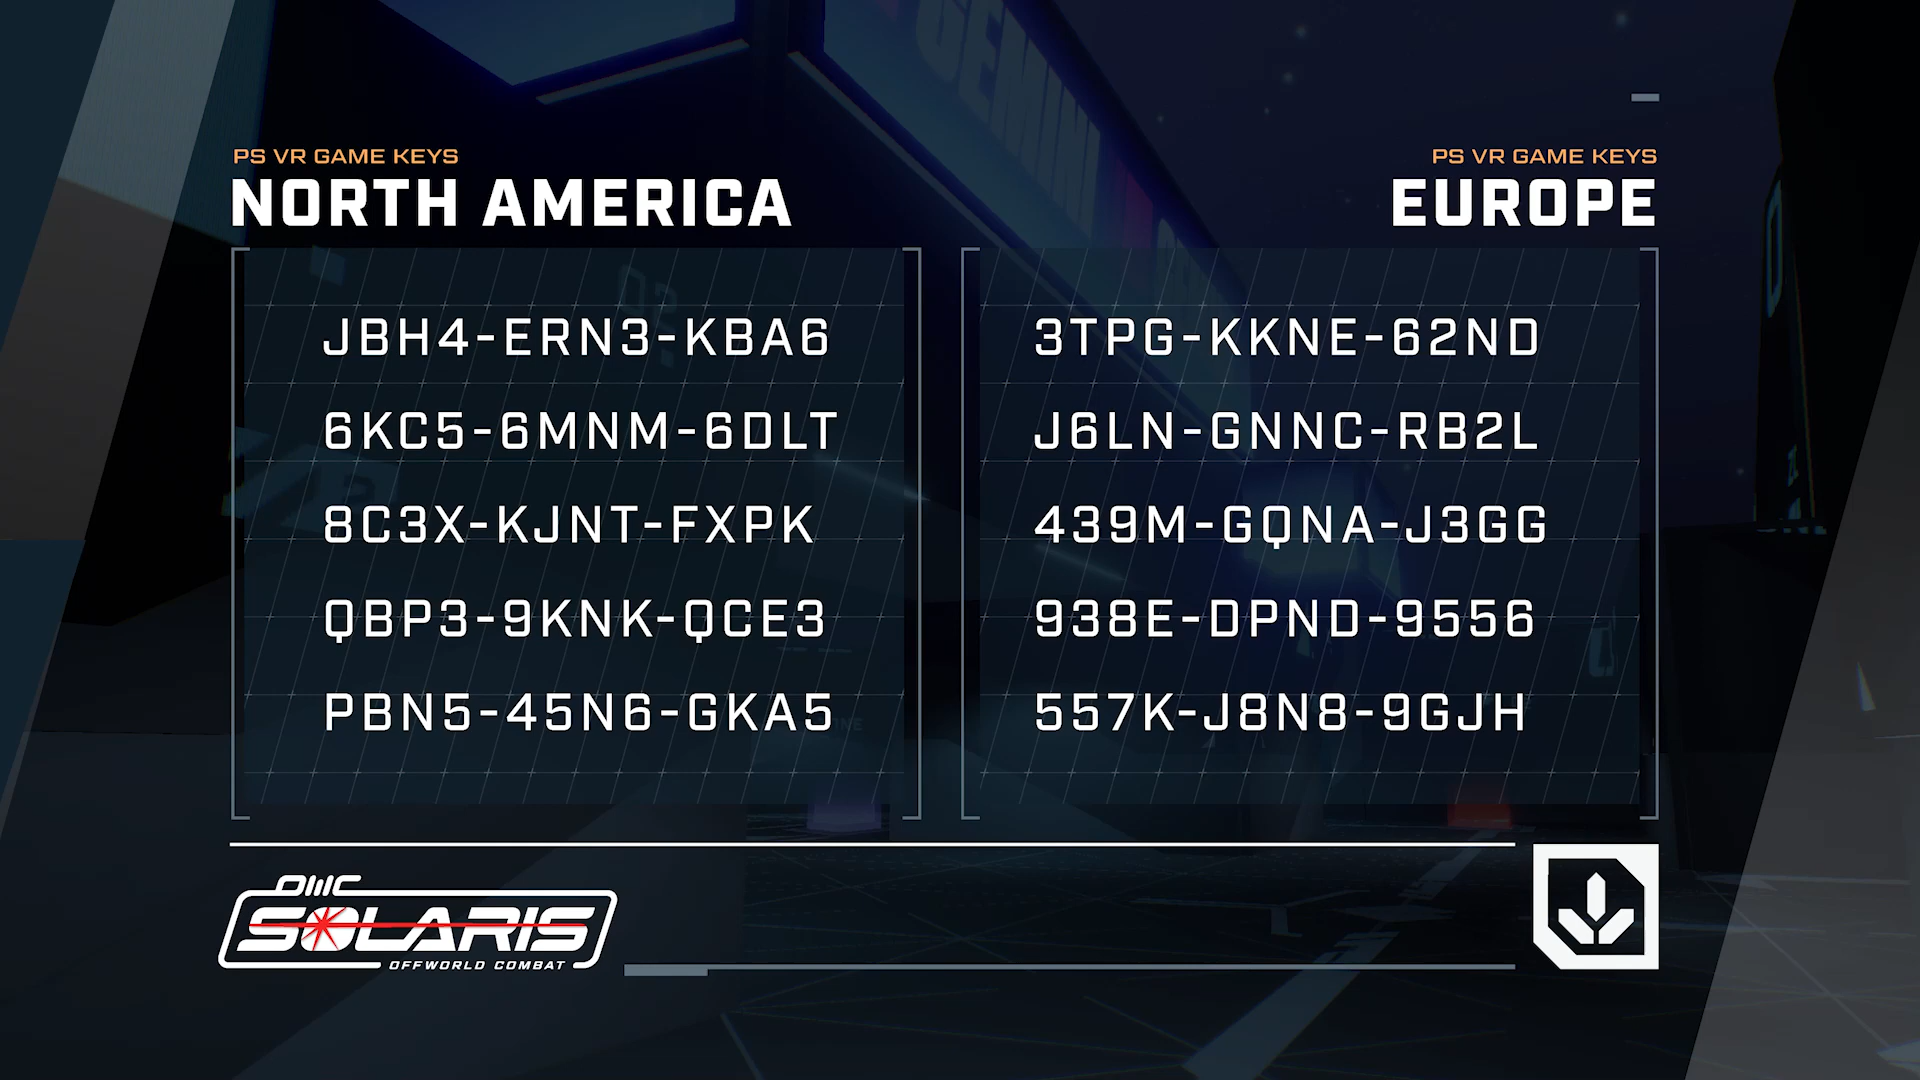 PS VR GAME KEYS
NORTH AMERICA
JBH4-ERN3-KBA6
6KC5-6MNM-6DLT
8C3X-KJNT-FXPK
QBP3-9KNK-QCE3
PBN5-45N6-GKA5
PS VR GAME KEYS
EUROPE
3TPG-KKNE-62ND
J6LN-GNNC-RB2L
439M-GQNA-J3GG
938E-DPND-9556
557K-J8N8-9GJH
GEMINI
02
SOLARIS
OFFWORLD COMBAT